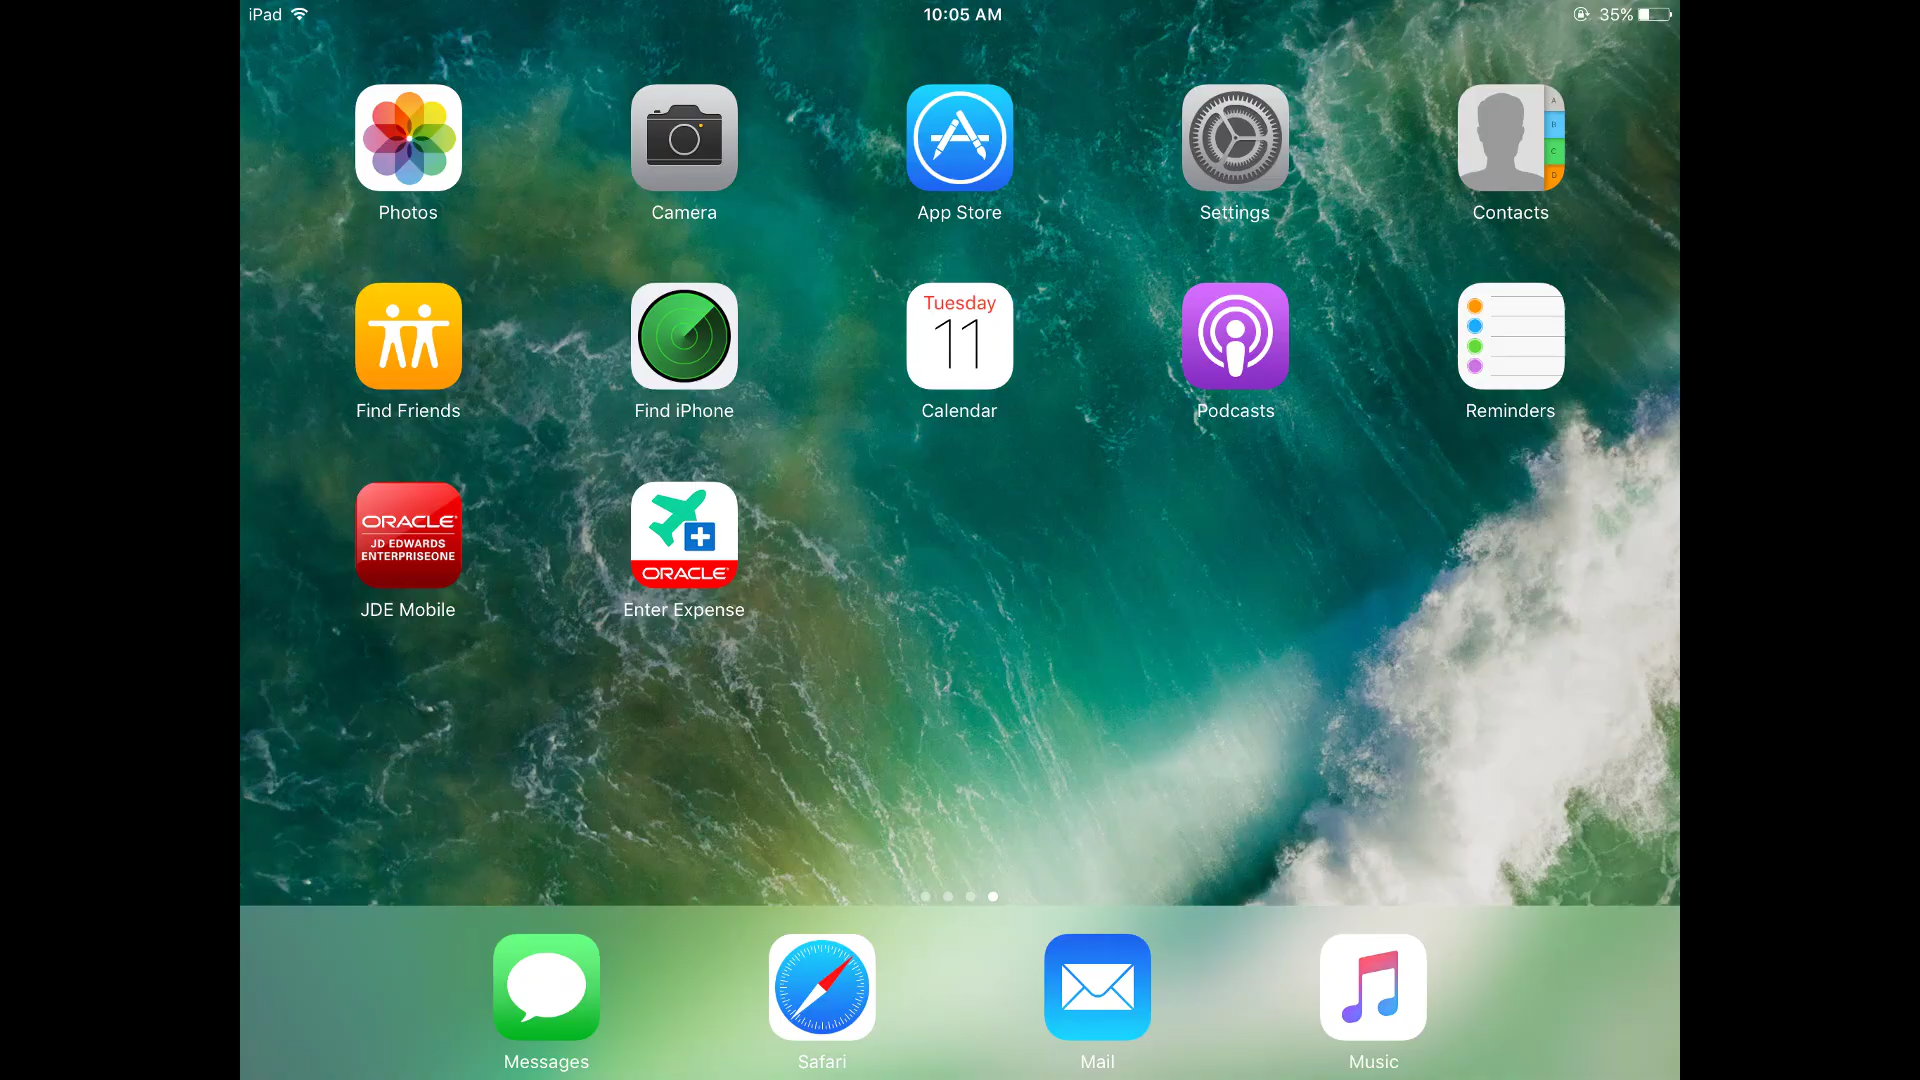 iPad 10:05 AM 35%
A
B
C
D
Photos Camera App Store Settings Contacts
Tuesday
11
Find Friends Find iPhone Calendar Podcasts Reminders
ORACLE
JD EDWARDS
ENTERPRISEONE
ORACLE
JDE Mobile Enter Expense
Messages Safari Mail Music